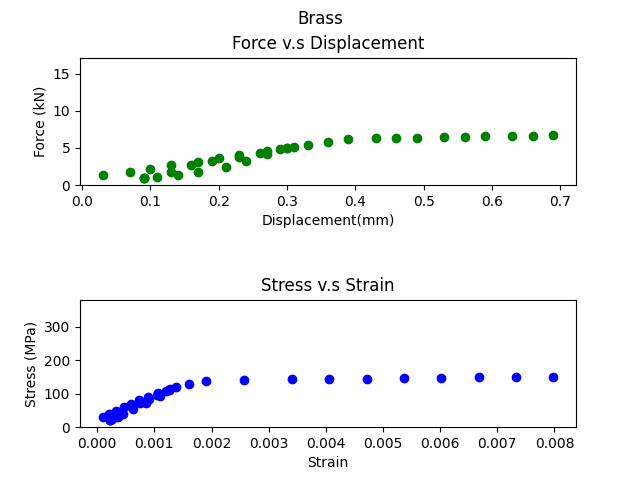 Brass
Force v.s Displacement
15
10
5
0
Force (kN)
0.0 0.1 0.2 0.3 0.4 0.5 0.6 0.7
Displacement(mm)
Stress v.s Strain
300
200
100
0
Stress (MPa)
0.000 0.001 0.002 0.003 0.004 0.005 0.006 0.007 0.008
Strain